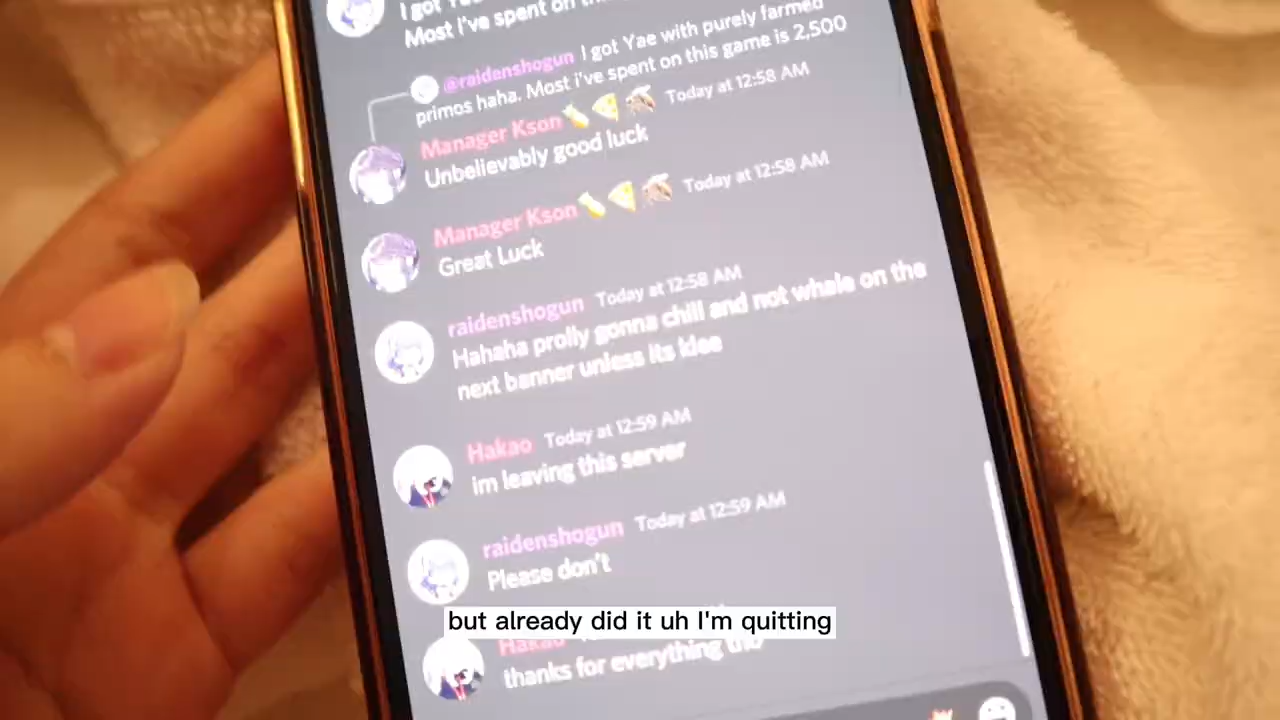 I got Yae
Most I've spent on
@raidenshogun I got Yae with purely farmed
primos haha. Most i've spent on this game is 2,500
Manager Kson🍾🍕🦟 Today at 12:58 AM
Unbelievably good luck
Manager Kson🍾🍕🦟 Today at 12:58 AM
Great Luck
raidenshogun Today at 12:58 AM
Hahaha prolly gonna chill and not whale on the
next banner unless its klee
Hakao Today at 12:59 AM
im leaving this server
raidenshogun Today at 12:59 AM
Please don't
but already did it uh I'm quitting
Hakao
thanks for everything tho